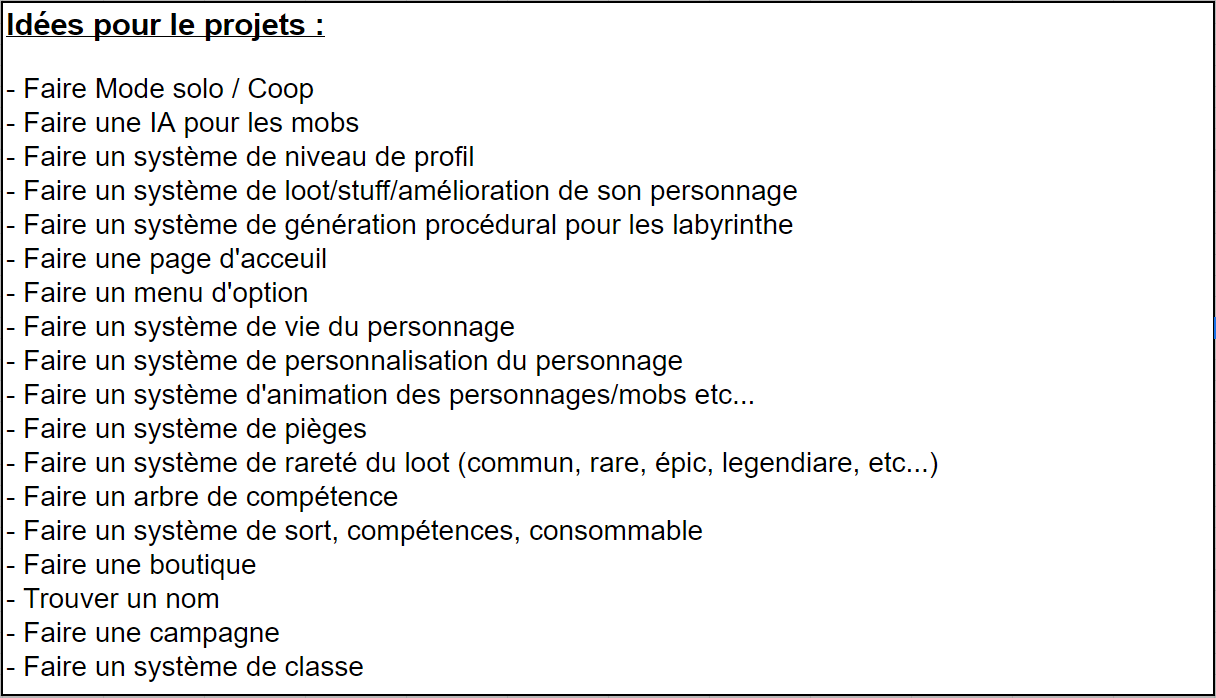 Idées pour le projets :
- Faire Mode solo / Coop
- Faire une IA pour les mobs
- Faire un système de niveau de profil
- Faire un système de loot/stuff/amélioration de son personnage
- Faire un système de génération procédural pour les labyrinthe
- Faire une page d'acceuil
- Faire un menu d'option
- Faire un système de vie du personnage
- Faire un système de personnalisation du personnage
- Faire un système d'animation des personnages/mobs etc...
- Faire un système de pièges
- Faire un système de rareté du loot (commun, rare, épic, legendiare, etc...)
- Faire un arbre de compétence
- Faire un système de sort, compétences, consommable
- Faire une boutique
- Trouver un nom
- Faire une campagne
- Faire un système de classe